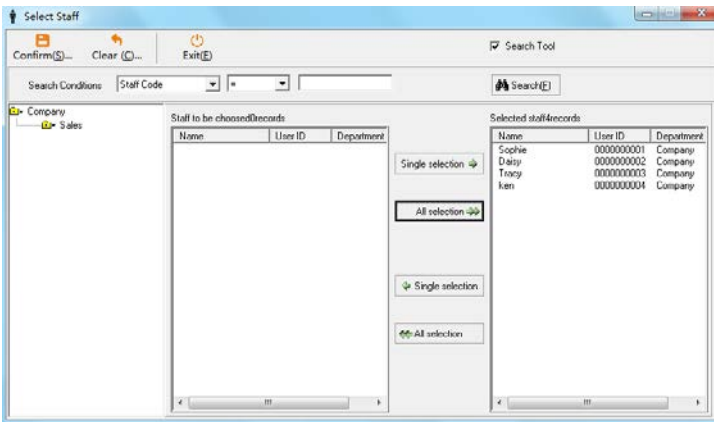 Select Staff
Confirm(S)... Clear (C)... Exit(E) Search Tool
Search Conditions Staff Code = Search(F)
Company
Sales
Staff to be choosed0records
Name User ID Department
Single selection
All selection
Single selection
All selection
Selected staff4records
Name User ID Department
Sophie 0000000001 Company
Daisy 0000000002 Company
Tracy 0000000003 Company
ken 0000000004 Company